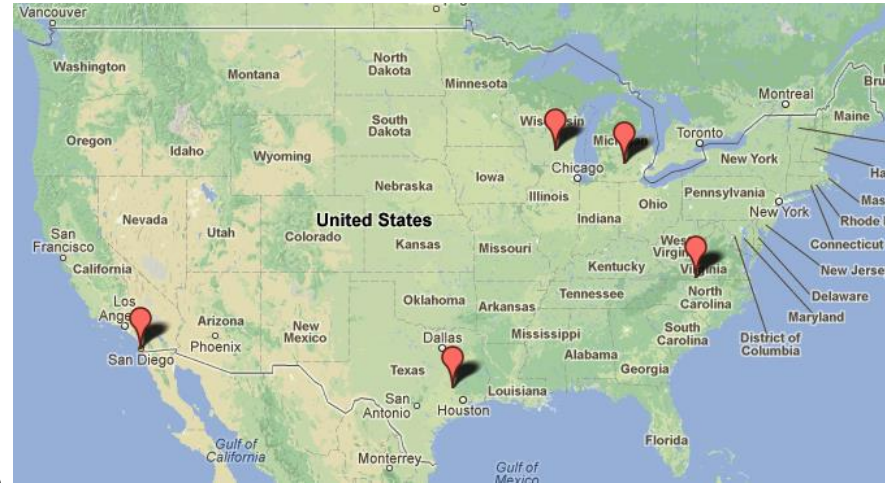 Vancouver
Washington
Montana
North
Dakota
Minnesota
Montreal
Maine
Oregon
Idaho
South
Dakota
Toronto
Wyoming
Chicago
New York
Iowa
Nebraska
Pennsylvania
Illinois
Ohio
Nevada
Indiana
New York
Rhode
United States
San
Francisco
Utah
Colorado
Kansas
Missouri
West
Connecticut
California
Kentucky
Virginia
New Jerse
Los
Oklahoma
Arkansas
Tennessee
North
Carolina
Delaware
Maryland
Arizona
New
Mexico
Dallas
Mississippi
South
Carolina
District of
Columbia
Phoenix
San Diego
Texas
Alabama
Georgia
Louisiana
San
Antonio
Houston
Gulf of
California
Florida
Monterrey
Gulf of
Mexico